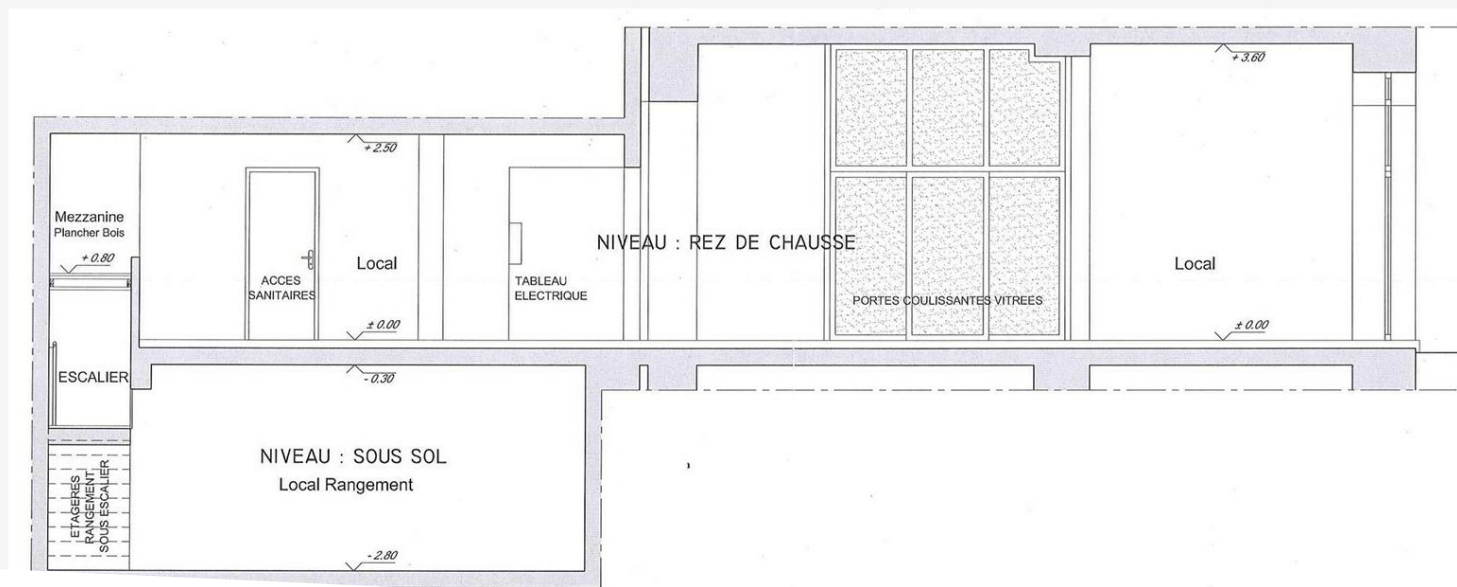 + 3.60
+ 2.50
Mezzanine
Plancher Bois
+ 0.80
NIVEAU : REZ DE CHAUSSE
Local
Local
ACCES
SANITAIRES
TABLEAU
ELECTRIQUE
PORTES COULISSANTES VITREES
± 0.00
± 0.00
ESCALIER
- 0.30
NIVEAU : SOUS SOL
Local Rangement
ETAGERES
RANGEMENT
SOUS ESCALIER
- 2.80